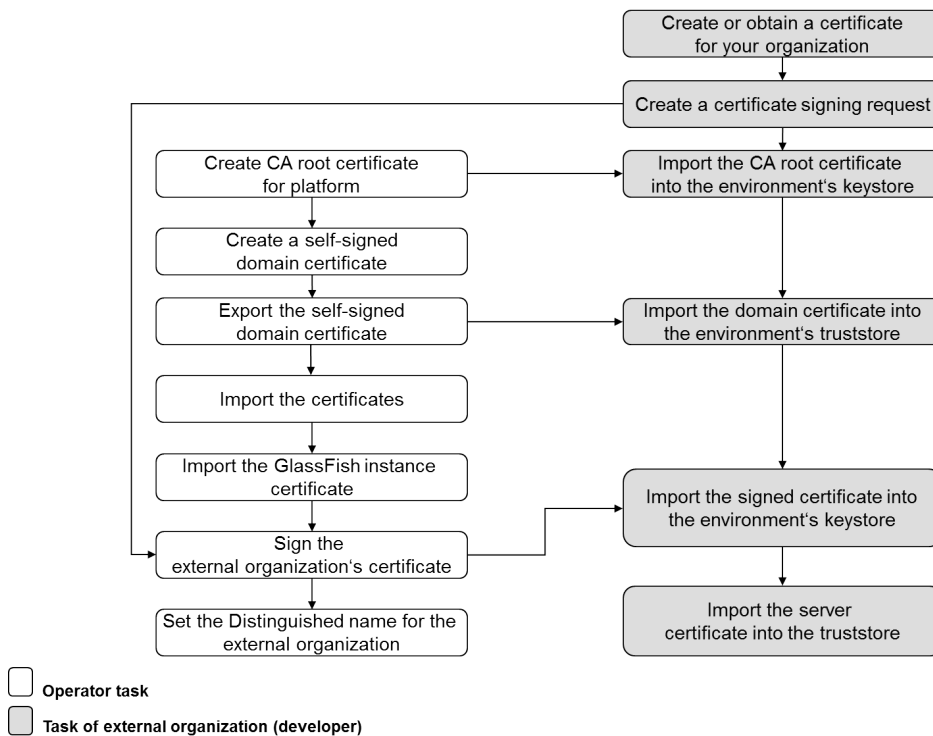 Create or obtain a certificate
for your organization
Create a certificate signing request
Create CA root certificate
for platform
Import the CA root certificate
into the environment‘s keystore
Create a self-signed
domain certificate
Export the self-signed
domain certificate
Import the domain certificate into
the environment‘s truststore
Import the certificates
Import the GlassFish instance
certificate
Import the signed certificate into
the environment‘s keystore
Sign the
external organization‘s certificate
Set the Distinguished name for the
external organization
Import the server
certificate into the truststore
Operator task
Task of external organization (developer)